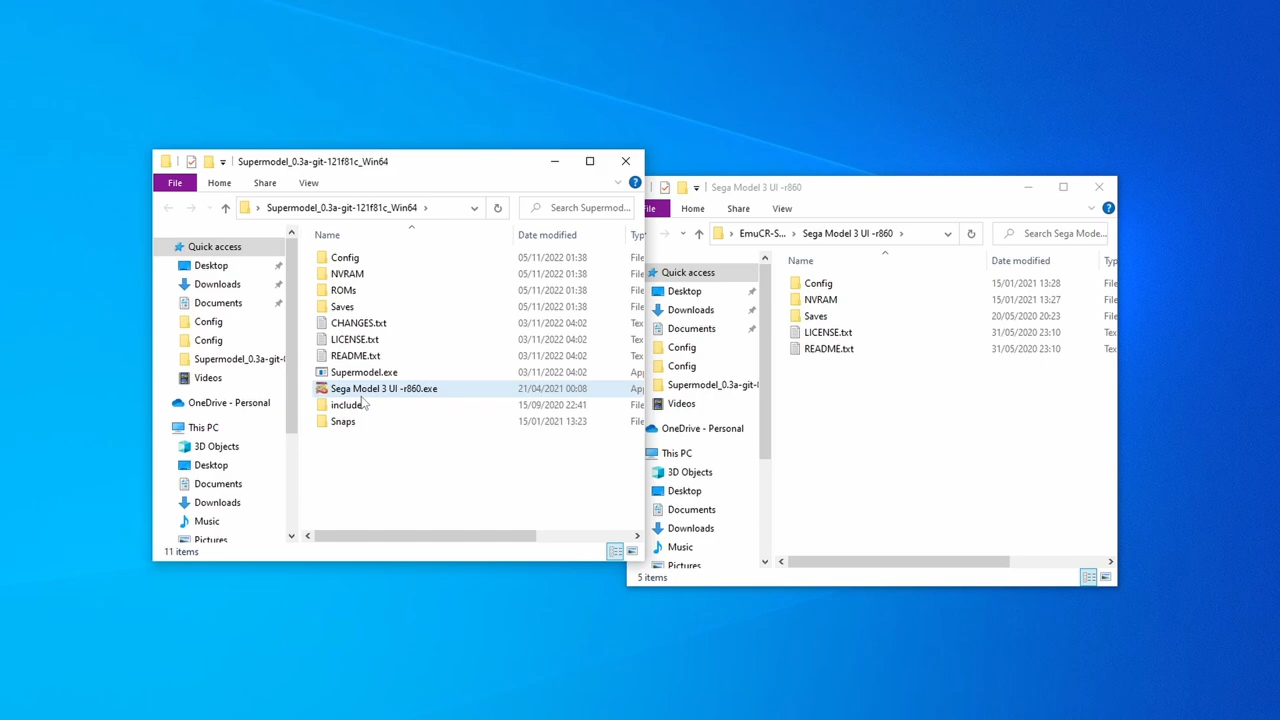 Supermodel_0.3a-git-121f81c_Win64
File Home Share View
Supermodel_0.3a-git-121f81c_Win64
Search Supermod...
Quick access
Desktop
Downloads
Documents
Config
Config
Supermodel_0.3a-git-
Videos
OneDrive - Personal
This PC
3D Objects
Desktop
Documents
Downloads
Music
Pictures
Name Date modified Typ
Config 05/11/2022 01:38 File
NVRAM 05/11/2022 01:38 File
ROMs 05/11/2022 01:38 File
Saves 05/11/2022 01:38 File
CHANGES.txt 03/11/2022 04:02 Tex
LICENSE.txt 03/11/2022 04:02 Tex
README.txt 03/11/2022 04:02 Tex
Supermodel.exe 03/11/2022 04:02 Ap
Sega Model 3 UI -r860.exe 21/04/2021 00:08 Ap
include 15/09/2020 22:41 File
Snaps 15/01/2021 13:23 File
11 items
Sega Model 3 UI -r860
File Home Share View
EmuCR-S... Sega Model 3 UI -r860
Search Sega Mode...
Quick access
Desktop
Downloads
Documents
Config
Config
Supermodel_0.3a-git-
Videos
OneDrive - Personal
This PC
3D Objects
Desktop
Documents
Downloads
Music
Pictures
Name Date modified Typ
Config 15/01/2021 13:28 File
NVRAM 15/01/2021 13:27 File
Saves 20/05/2020 20:23 File
LICENSE.txt 31/05/2020 23:10 Tex
README.txt 31/05/2020 23:10 Tex
5 items